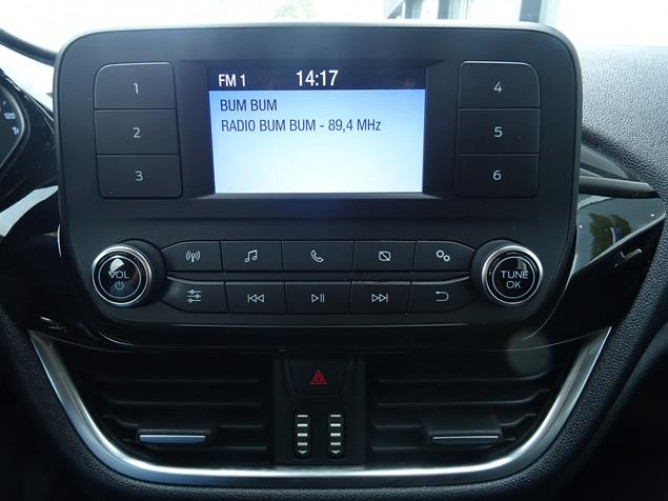 FM 1 14:17
BUM BUM
RADIO BUM BUM - 89,4 MHz
1
2
3
4
5
6
VOL
TUNE
OK